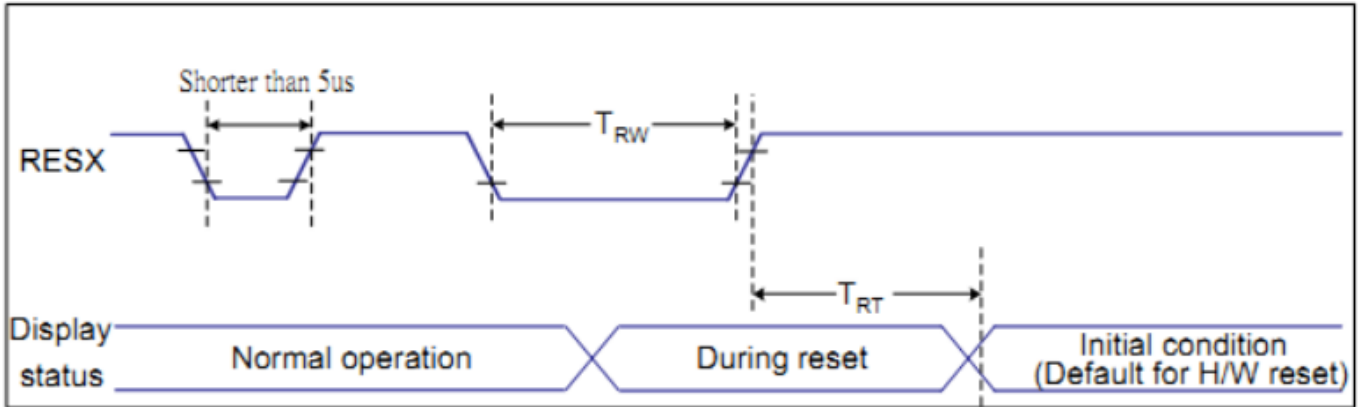 Shorter than 5us
RESX
TRW
TRT
Display
status
Normal operation
During reset
Initial condition
(Default for H/W reset)